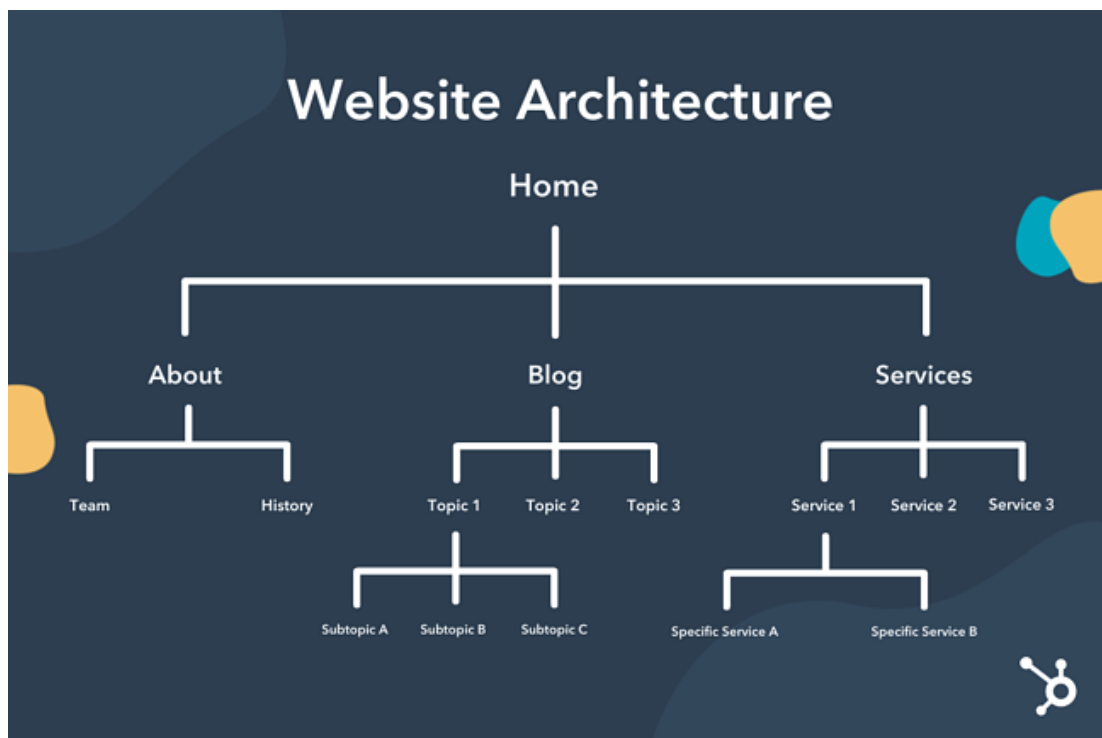 Website Architecture
Home
About Blog Services
Team History Topic 1 Topic 2 Topic 3 Service 1 Service 2 Service 3
Subtopic A Subtopic B Subtopic C Specific Service A Specific Service B